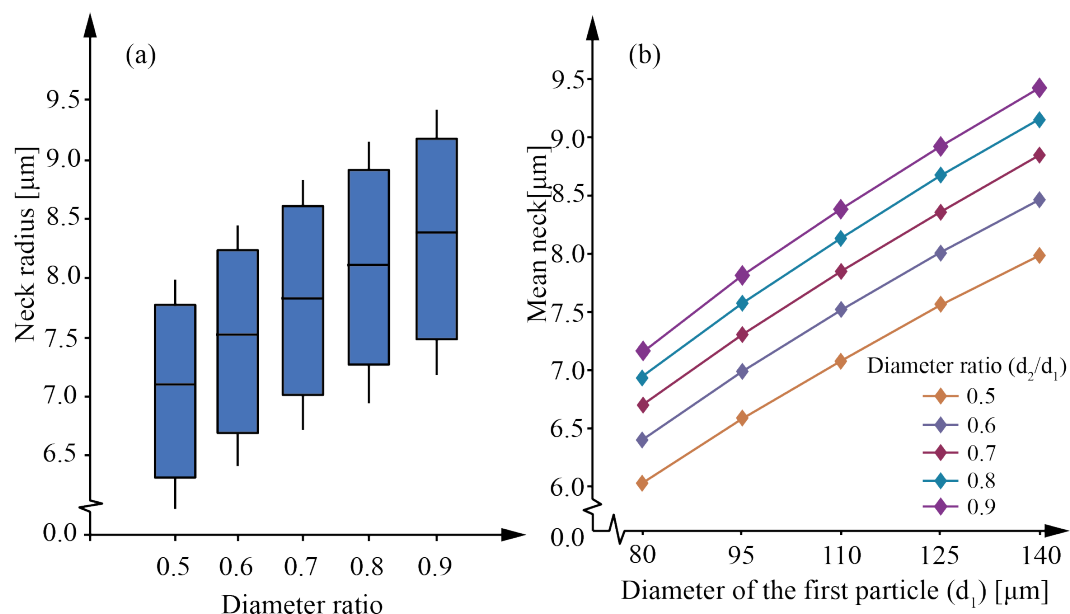 (a)
Neck radius [μm]
9.5
9.0
8.5
8.0
7.5
7.0
6.5
0.0
0.5 0.6 0.7 0.8 0.9
Diameter ratio
(b)
Mean neck[μm]
9.5
9.0
8.5
8.0
7.5
7.0
6.5
6.0
0.0
Diameter ratio (d₂/d₁)
0.5
0.6
0.7
0.8
0.9
80 95 110 125 140
Diameter of the first particle (d₁) [μm]